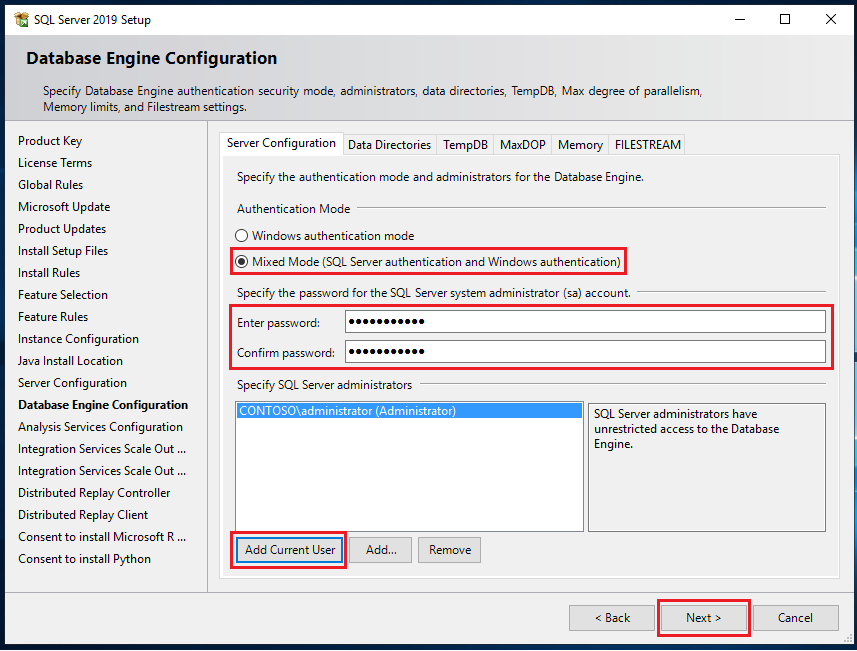 SQL Server 2019 Setup
Database Engine Configuration
Specify Database Engine authentication security mode, administrators, data directories, TempDB, Max degree of parallelism,
Memory limits, and Filestream settings.
Product Key
License Terms
Global Rules
Microsoft Update
Product Updates
Install Setup Files
Install Rules
Feature Selection
Feature Rules
Instance Configuration
Java Install Location
Server Configuration
Database Engine Configuration
Analysis Services Configuration
Integration Services Scale Out ...
Integration Services Scale Out ...
Distributed Replay Controller
Distributed Replay Client
Consent to install Microsoft R ...
Consent to install Python
Server Configuration Data Directories TempDB MaxDOP Memory FILESTREAM
Specify the authentication mode and administrators for the Database Engine.
Authentication Mode
Windows authentication mode
Mixed Mode (SQL Server authentication and Windows authentication)
Specify the password for the SQL Server system administrator (sa) account.
Enter password: ●●●●●●●●●●●
Confirm password: ●●●●●●●●●●●
Specify SQL Server administrators
CONTOSO\administrator (Administrator)
SQL Server administrators have
unrestricted access to the Database
Engine.
Add Current User Add... Remove
< Back Next > Cancel